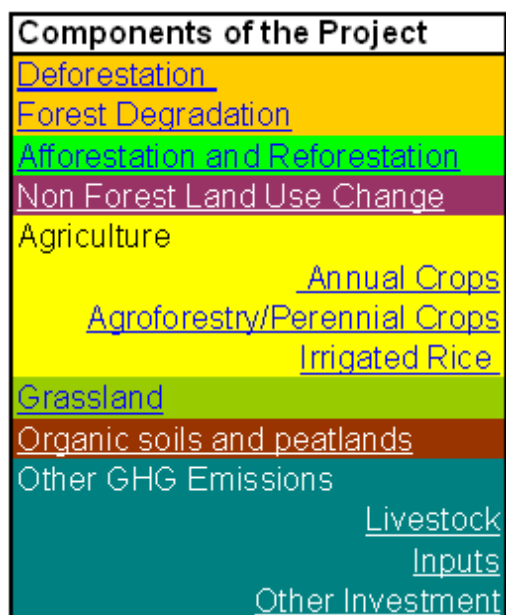 Components of the Project
Deforestation
Forest Degradation
Afforestation and Reforestation
Non Forest Land Use Change
Agriculture
Annual Crops
Agroforestry/Perennial Crops
Irrigated Rice
Grassland
Organic soils and peatlands
Other GHG Emissions
Livestock
Inputs
Other Investment